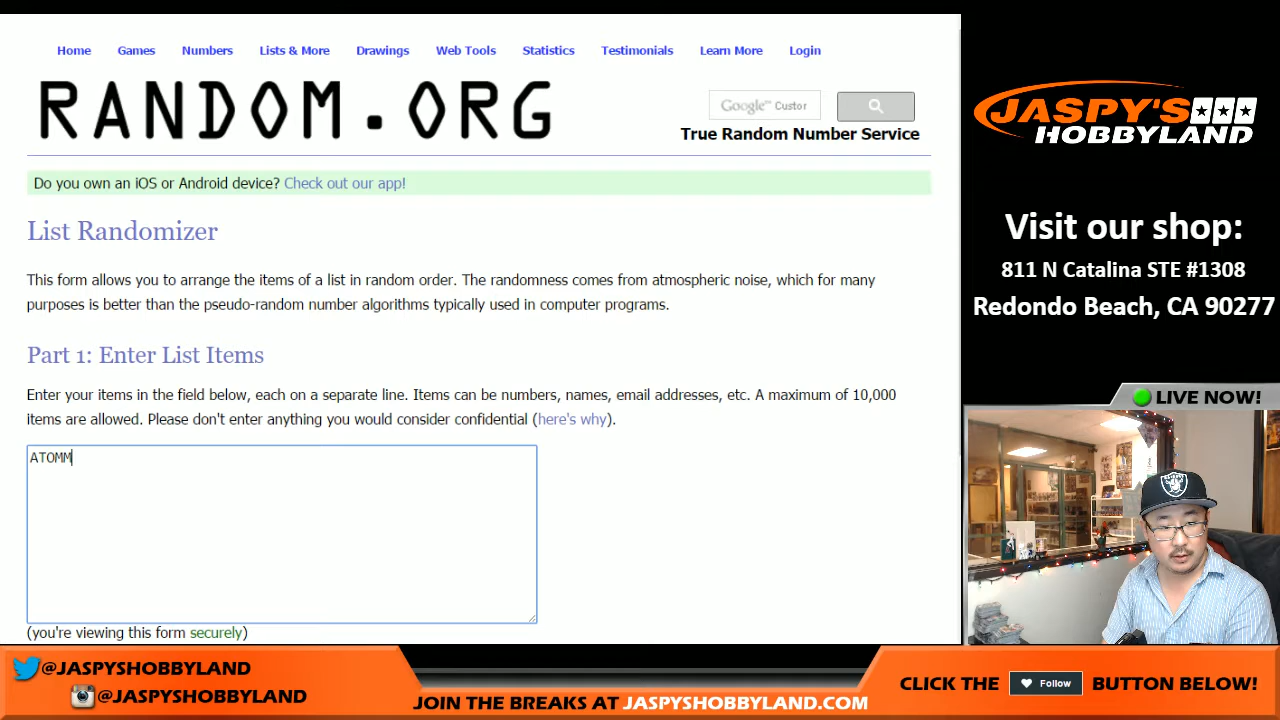 Home Games Numbers Lists & More Drawings Web Tools Statistics Testimonials Learn More Login
RANDOM.ORG
Google™ Custor
True Random Number Service
Do you own an iOS or Android device? Check out our app!
List Randomizer
This form allows you to arrange the items of a list in random order. The randomness comes from atmospheric noise, which for many
purposes is better than the pseudo-random number algorithms typically used in computer programs.
Part 1: Enter List Items
Enter your items in the field below, each on a separate line. Items can be numbers, names, email addresses, etc. A maximum of 10,000
items are allowed. Please don't enter anything you would consider confidential (here's why).
ATOMM
(you're viewing this form securely)
JASPY'S
HOBBYLAND
Visit our shop:
811 N Catalina STE #1308
Redondo Beach, CA 90277
LIVE NOW!
@JASPYSHOBBYLAND
@JASPYSHOBBYLAND
JOIN THE BREAKS AT JASPYSHOBBYLAND.COM
CLICK THE Follow BUTTON BELOW!